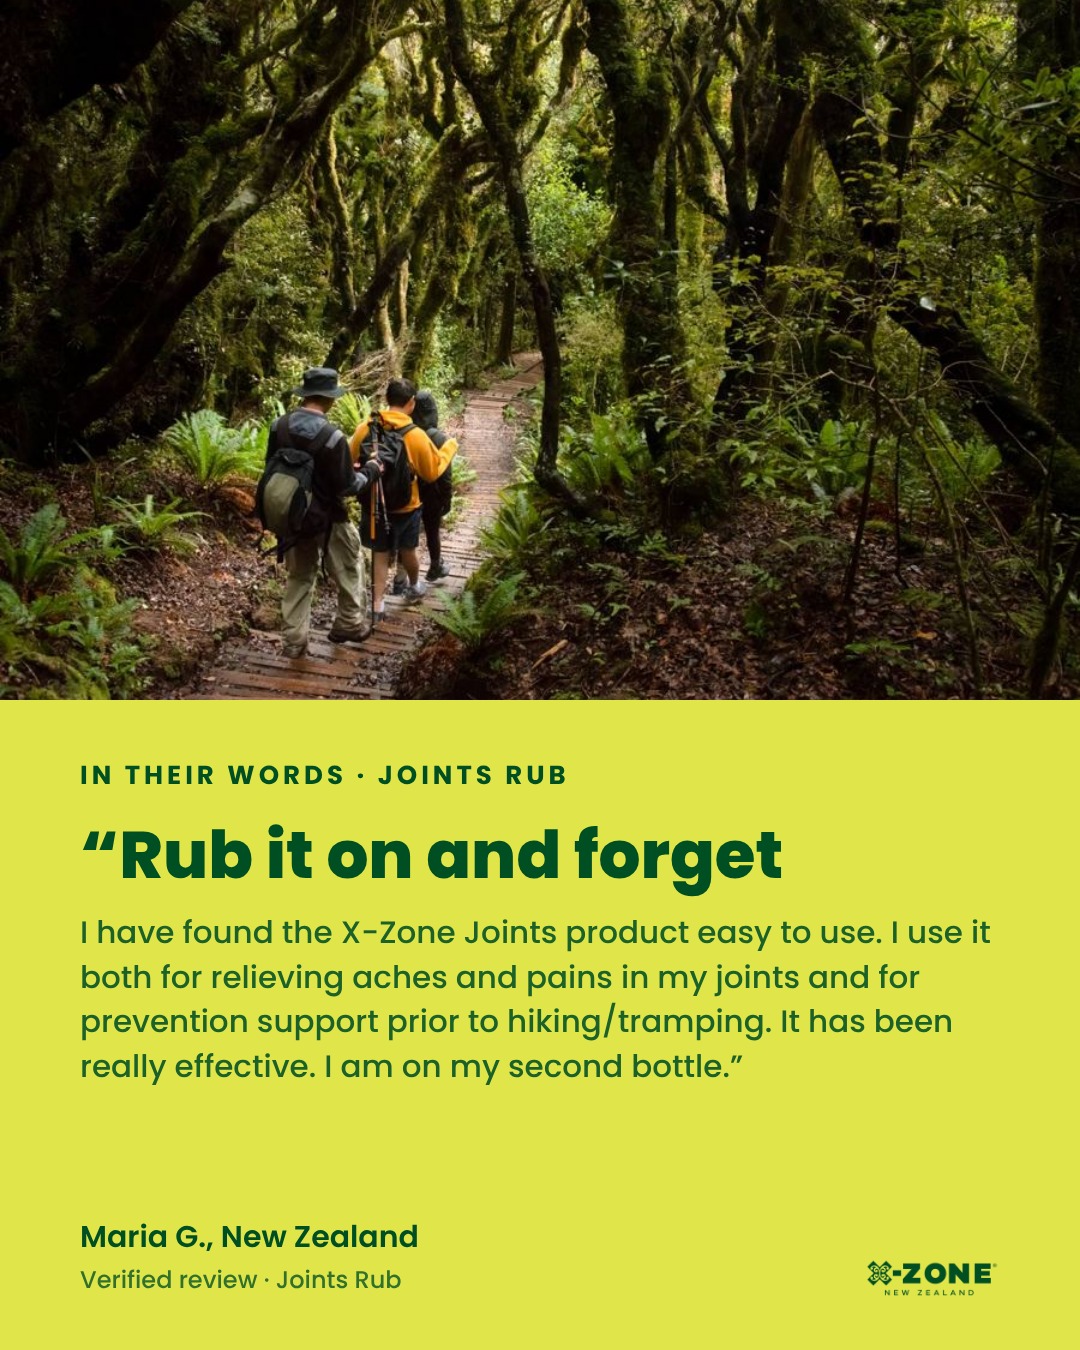 IN THEIR WORDS · JOINTS RUB
“Rub it on and forget
I have found the X-Zone Joints product easy to use. I use it
both for relieving aches and pains in my joints and for
prevention support prior to hiking/tramping. It has been
really effective. I am on my second bottle.”
Maria G., New Zealand
Verified review · Joints Rub
X-ZONE®
NEW ZEALAND